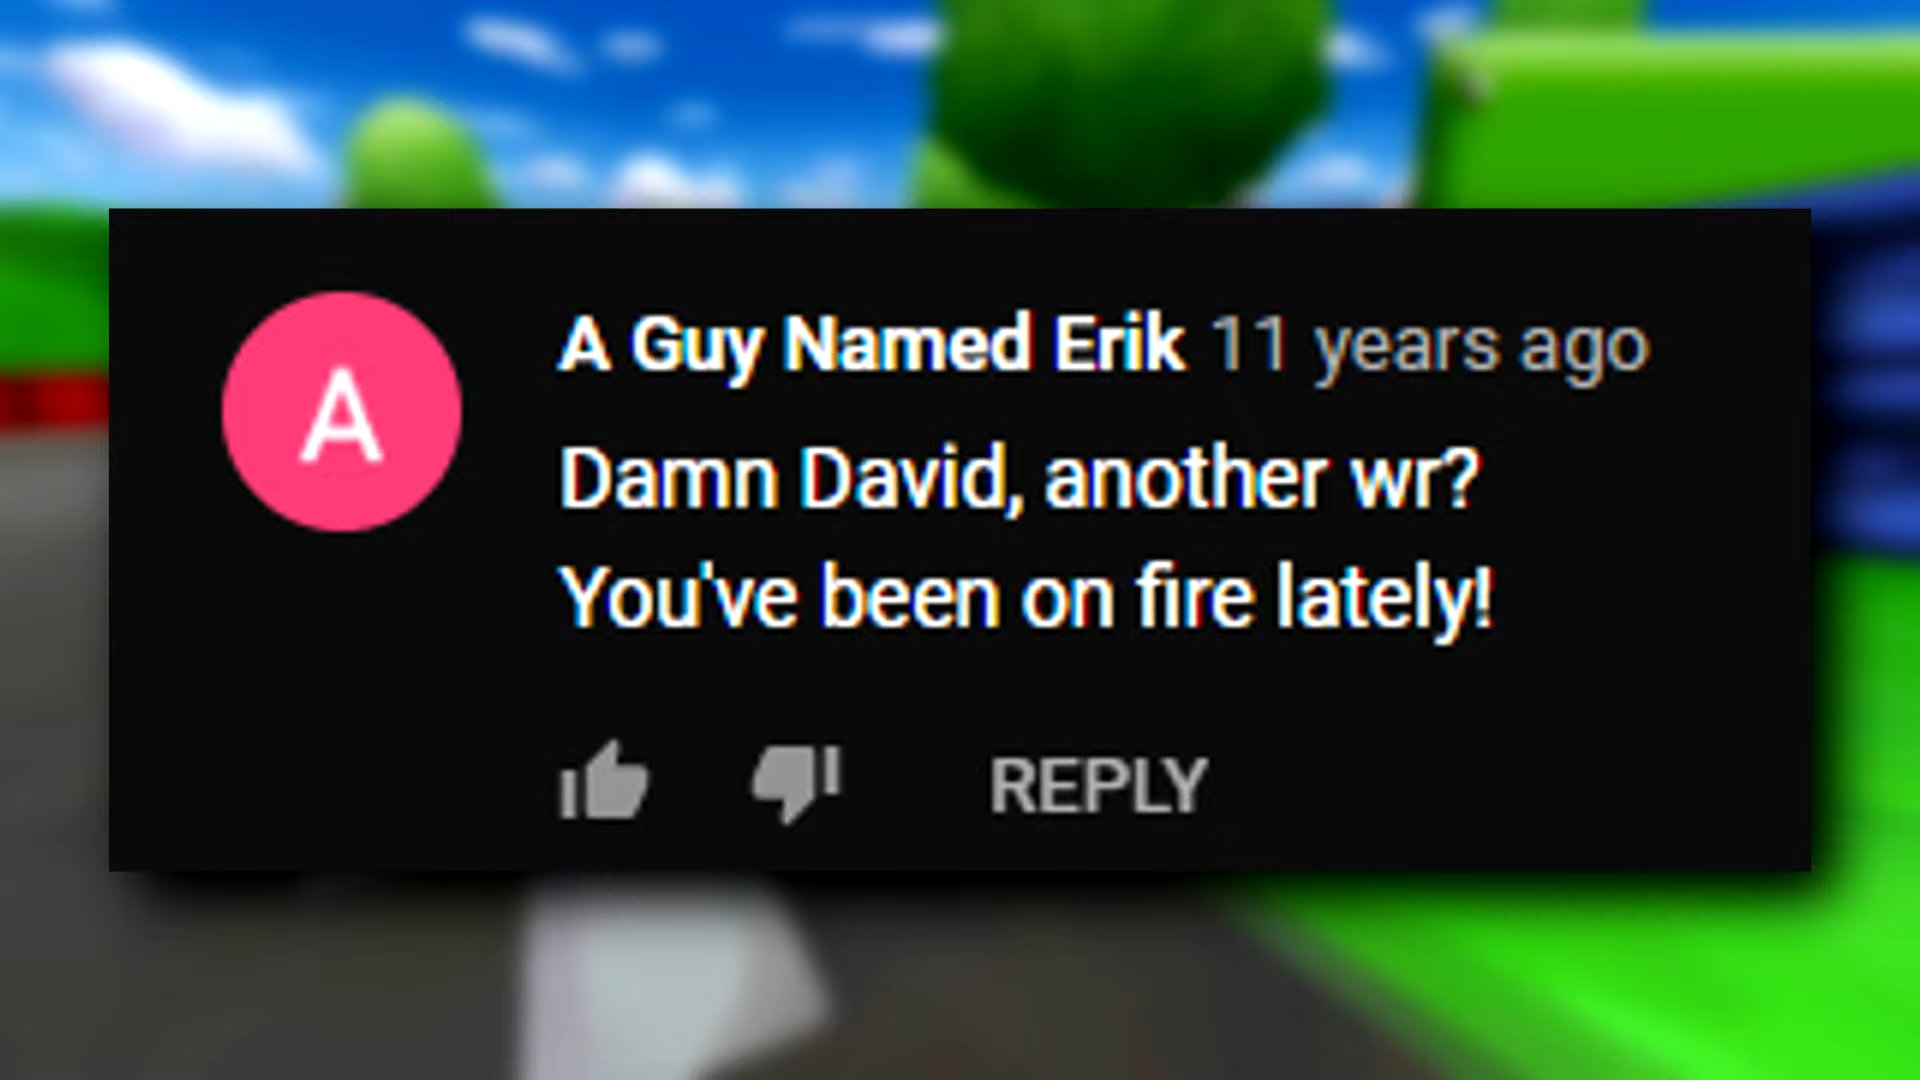 A
A Guy Named Erik 11 years ago
Damn David, another wr?
You've been on fire lately!
REPLY